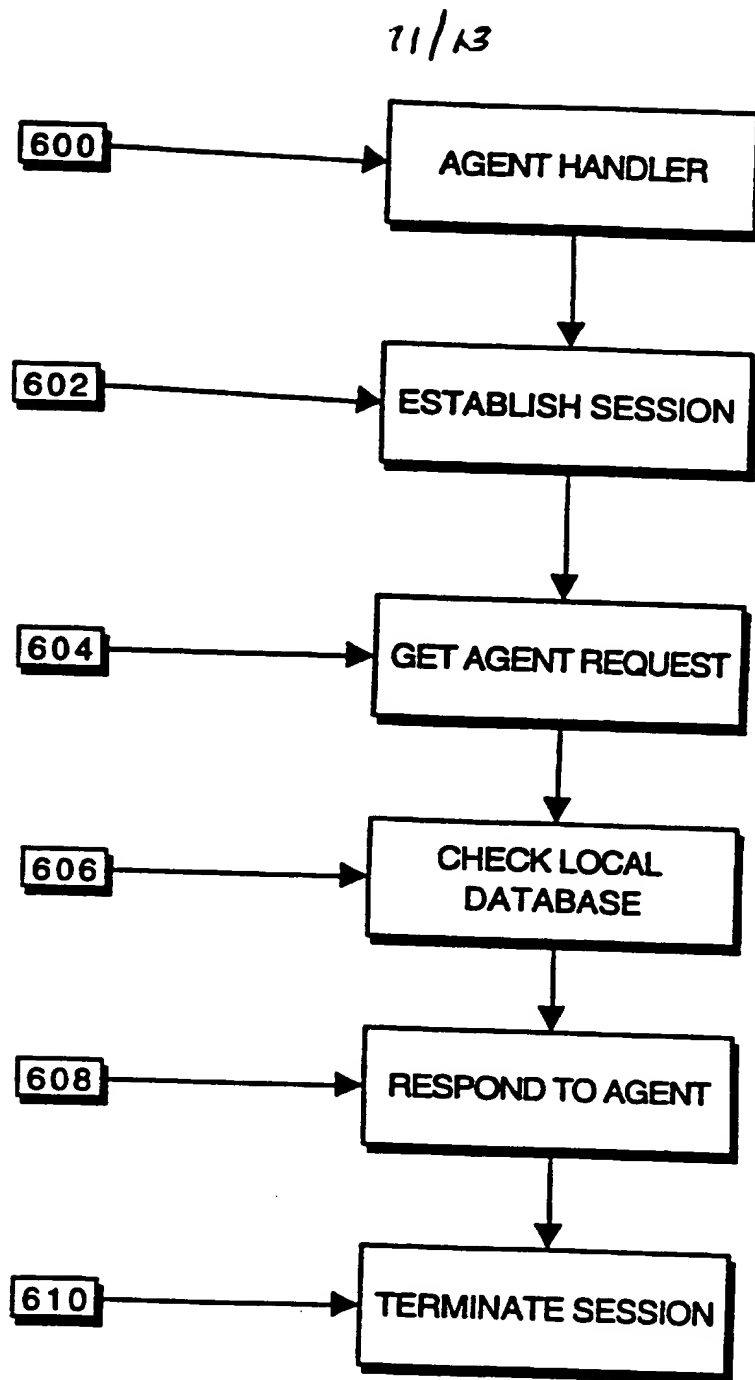 11/13
600
AGENT HANDLER
602
ESTABLISH SESSION
604
GET AGENT REQUEST
606
CHECK LOCAL
DATABASE
608
RESPOND TO AGENT
610
TERMINATE SESSION